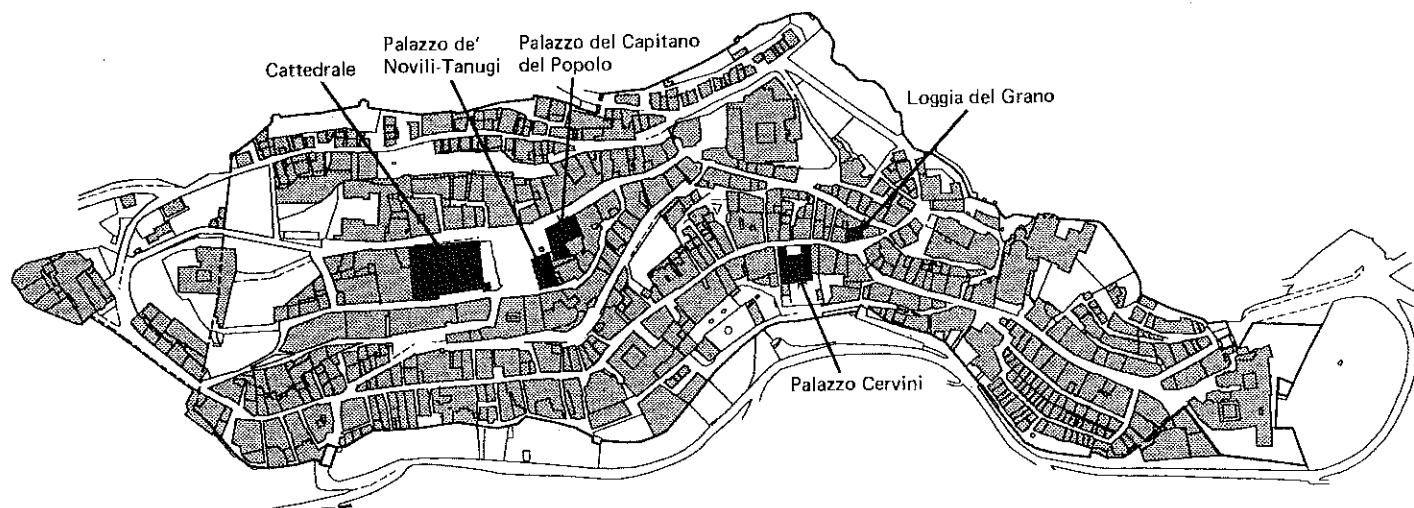 Cattedrale
Palazzo de'
Novili-Tanugi
Palazzo del Capitano
del Popolo
Loggia del Grano
Palazzo Cervini